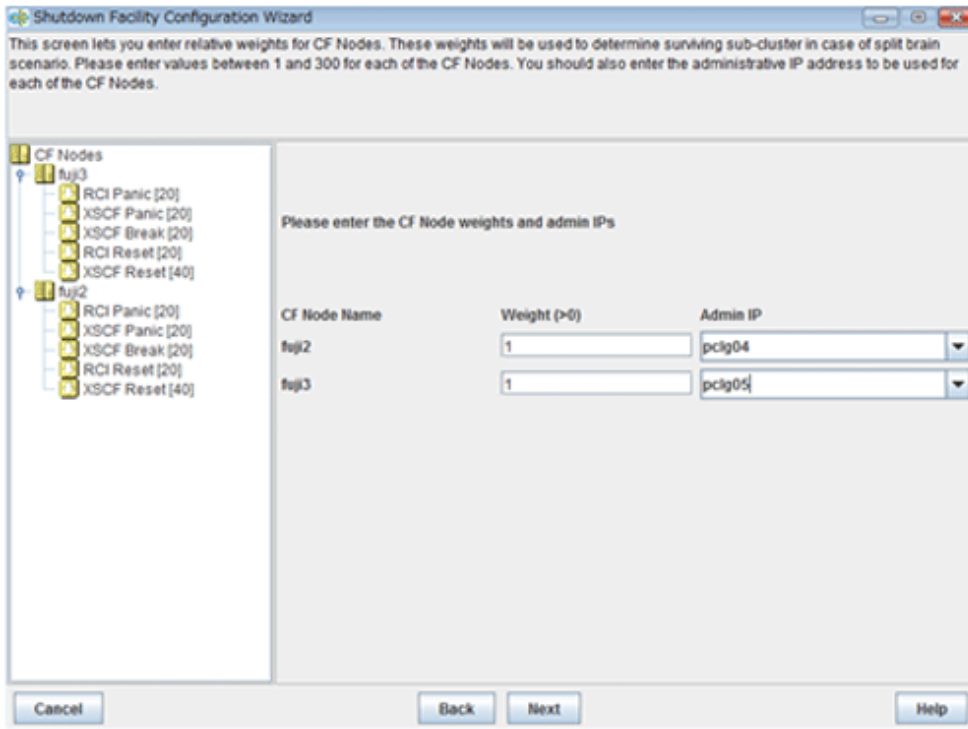 Shutdown Facility Configuration Wizard
This screen lets you enter relative weights for CF Nodes. These weights will be used to determine surviving sub-cluster in case of split brain
scenario. Please enter values between 1 and 300 for each of the CF Nodes. You should also enter the administrative IP address to be used for
each of the CF Nodes.
CF Nodes
fuji3
RCI Panic [20]
XSCF Panic [20]
XSCF Break [20]
RCI Reset [20]
XSCF Reset [40]
fuji2
RCI Panic [20]
XSCF Panic [20]
XSCF Break [20]
RCI Reset [20]
XSCF Reset [40]
Please enter the CF Node weights and admin IPs
CF Node Name Weight (>0) Admin IP
fuji2 1 pclg04
fuji3 1 pclg05
Cancel Back Next Help